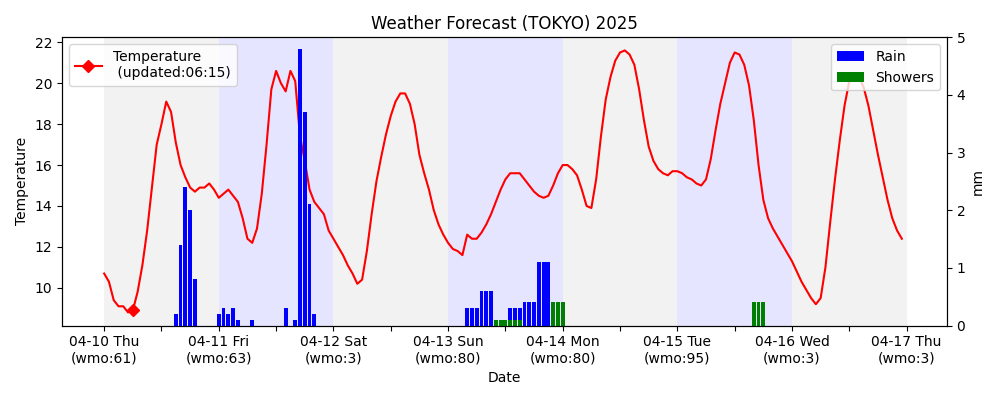 Weather Forecast (TOKYO) 2025
Temperature
(updated:06:15)
Rain
Showers
Temperature
22
20
18
16
14
12
10
5
4
3
2
1
0
mm
04-10 Thu
(wmo:61)
04-11 Fri
(wmo:63)
04-12 Sat
(wmo:3)
04-13 Sun
(wmo:80)
04-14 Mon
(wmo:80)
04-15 Tue
(wmo:95)
04-16 Wed
(wmo:3)
04-17 Thu
(wmo:3)
Date